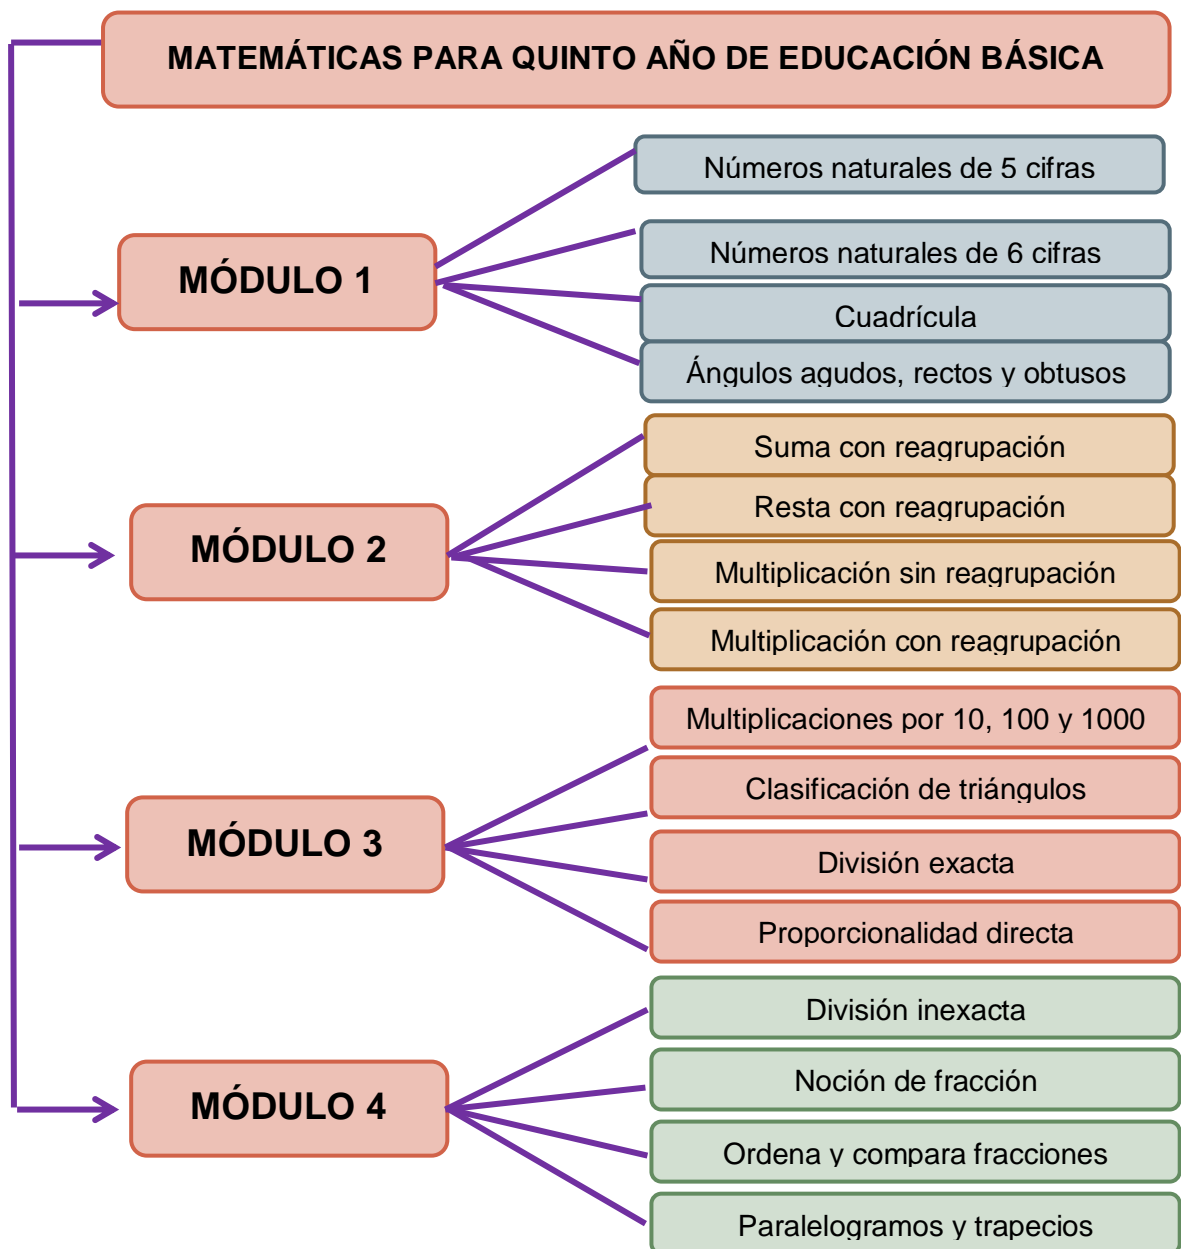 MATEMÁTICAS PARA QUINTO AÑO DE EDUCACIÓN BÁSICA
MÓDULO 1
Números naturales de 5 cifras
Números naturales de 6 cifras
Cuadrícula
Ángulos agudos, rectos y obtusos
MÓDULO 2
Suma con reagrupación
Resta con reagrupación
Multiplicación sin reagrupación
Multiplicación con reagrupación
MÓDULO 3
Multiplicaciones por 10, 100 y 1000
Clasificación de triángulos
División exacta
Proporcionalidad directa
MÓDULO 4
División inexacta
Noción de fracción
Ordena y compara fracciones
Paralelogramos y trapecios